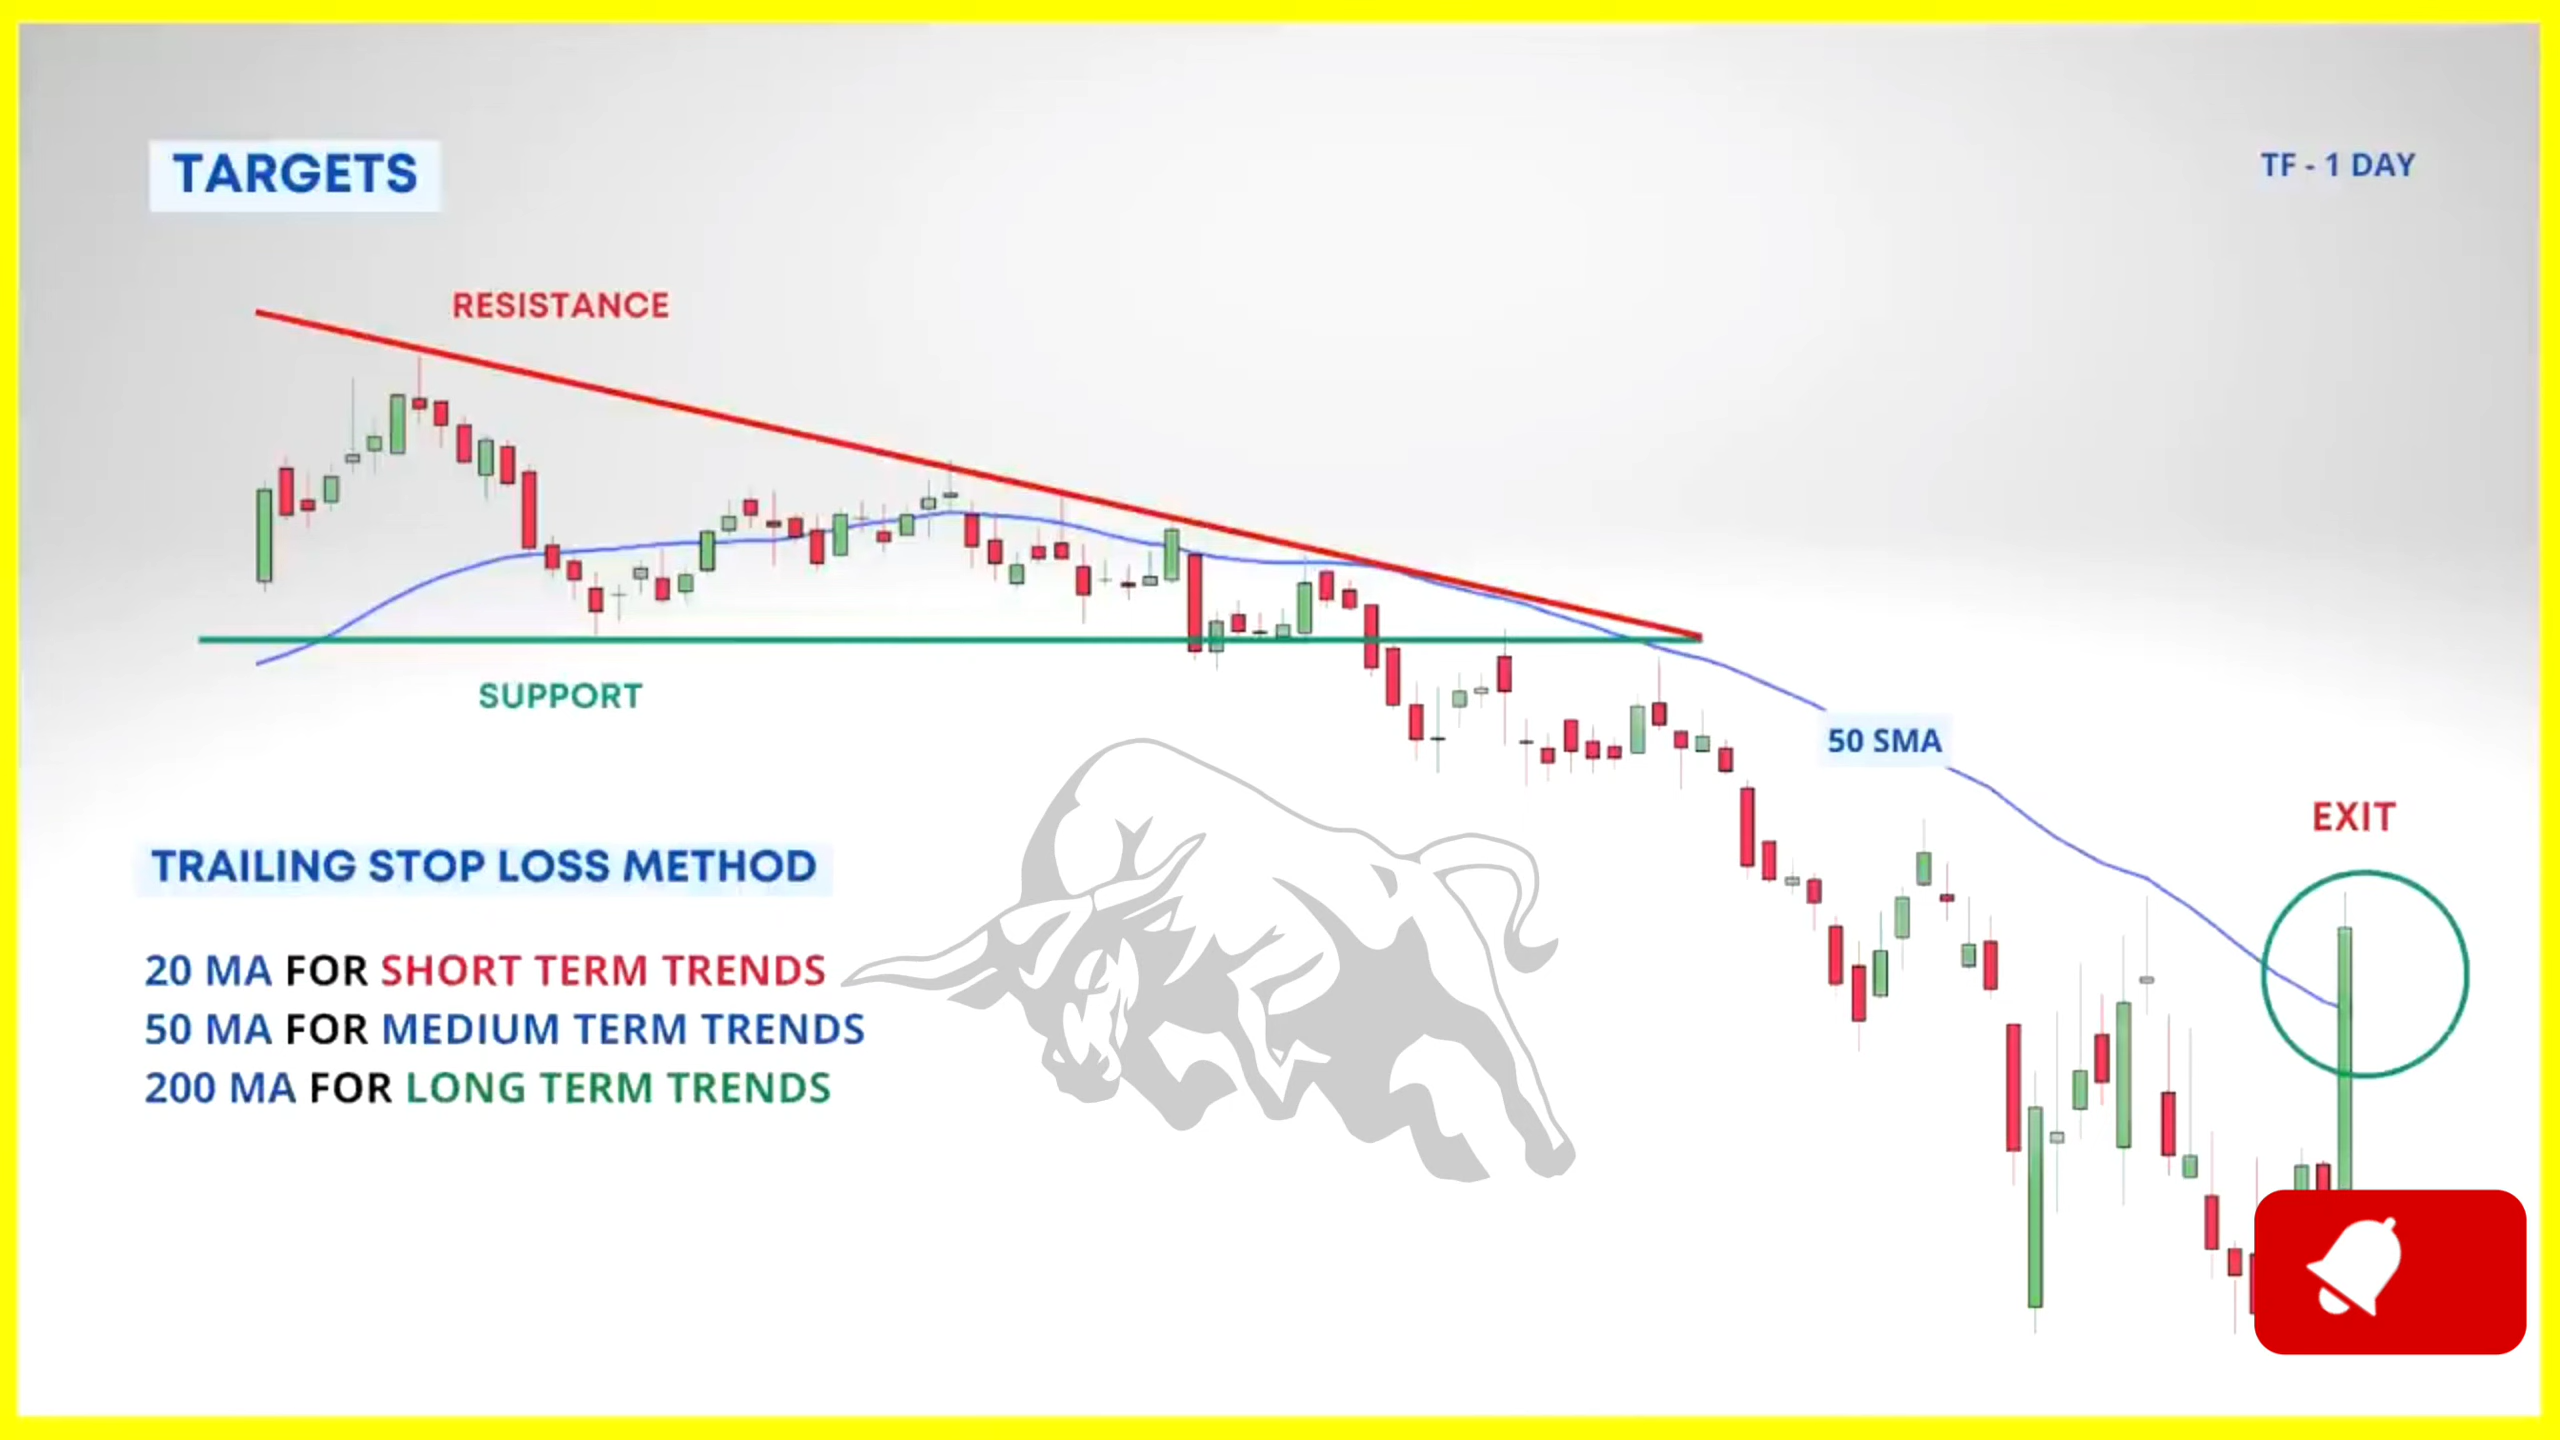 TARGETS
TF - 1 DAY
RESISTANCE
SUPPORT
50 SMA
EXIT
TRAILING STOP LOSS METHOD
20 MA FOR SHORT TERM TRENDS
50 MA FOR MEDIUM TERM TRENDS
200 MA FOR LONG TERM TRENDS